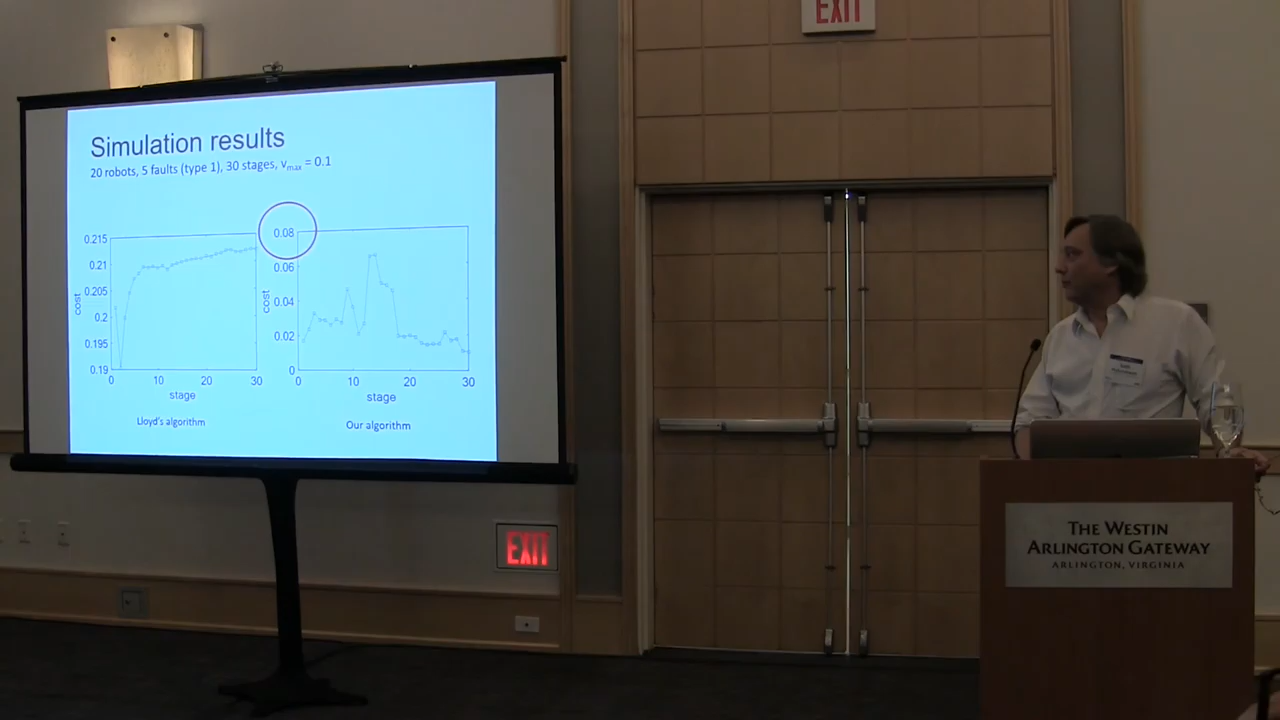 EXIT
Simulation results
20 robots, 5 faults (type 1), 30 stages, vmax = 0.1
0.215
0.21
0.205
0.2
0.195
0.19
cost
0
10
20
30
stage
Lloyd's algorithm
0.08
0.06
0.04
0.02
0
cost
0
10
20
30
stage
Our algorithm
EXIT
THE WESTIN
ARLINGTON GATEWAY
ARLINGTON, VIRGINIA